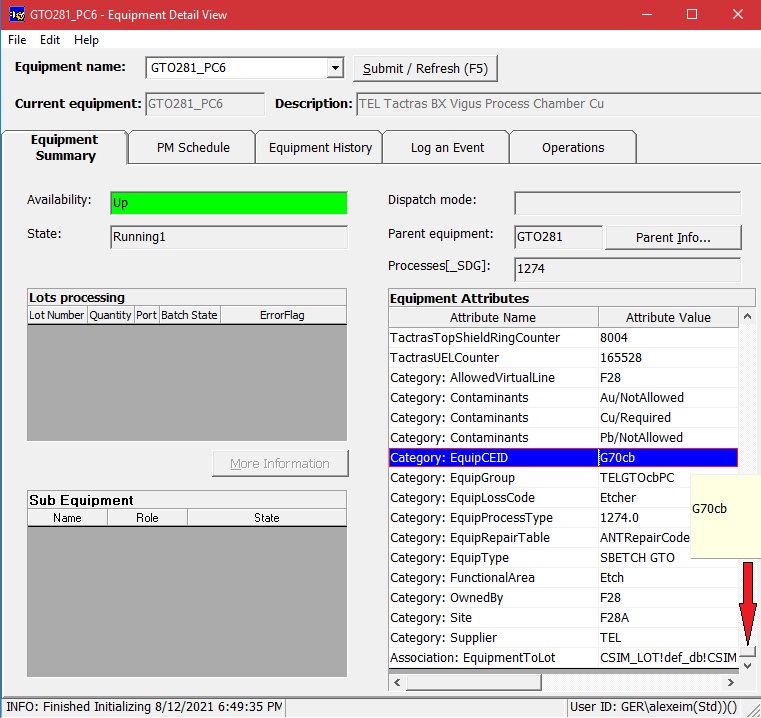 GTO281_PC6 - Equipment Detail View
File Edit Help
Equipment name: GTO281_PC6 Submit / Refresh (F5)
Current equipment: GTO281_PC6 Description: TEL Tactras BX Vigus Process Chamber Cu
Equipment Summary PM Schedule Equipment History Log an Event Operations
Availability: Up Dispatch mode:
State: Running1 Parent equipment: GTO281 Parent Info...
Processes[_SDG]: 1274
Lots processing
Lot Number Quantity Port Batch State ErrorFlag
More Information
Sub Equipment
Name Role State
Equipment Attributes
Attribute Name Attribute Value
TactrasTopShieldRingCounter 8004
TactrasUELCounter 165528
Category: AllowedVirtualLine F28
Category: Contaminants Au/NotAllowed
Category: Contaminants Cu/Required
Category: Contaminants Pb/NotAllowed
Category: EquipCEID G70cb
Category: EquipGroup TELGTOcbPC
Category: EquipLossCode Etcher
Category: EquipProcessType 1274.0
Category: EquipRepairTable ANTRepairCode
Category: EquipType SBETCH GTO
Category: FunctionalArea Etch
Category: OwnedBy F28
Category: Site F28A
Category: Supplier TEL
Association: EquipmentToLot CSIM_LOT!def_db!CSIM
G70cb
INFO: Finished Initializing 8/12/2021 6:49:35 PM User ID: GER\alexeim(Std))()